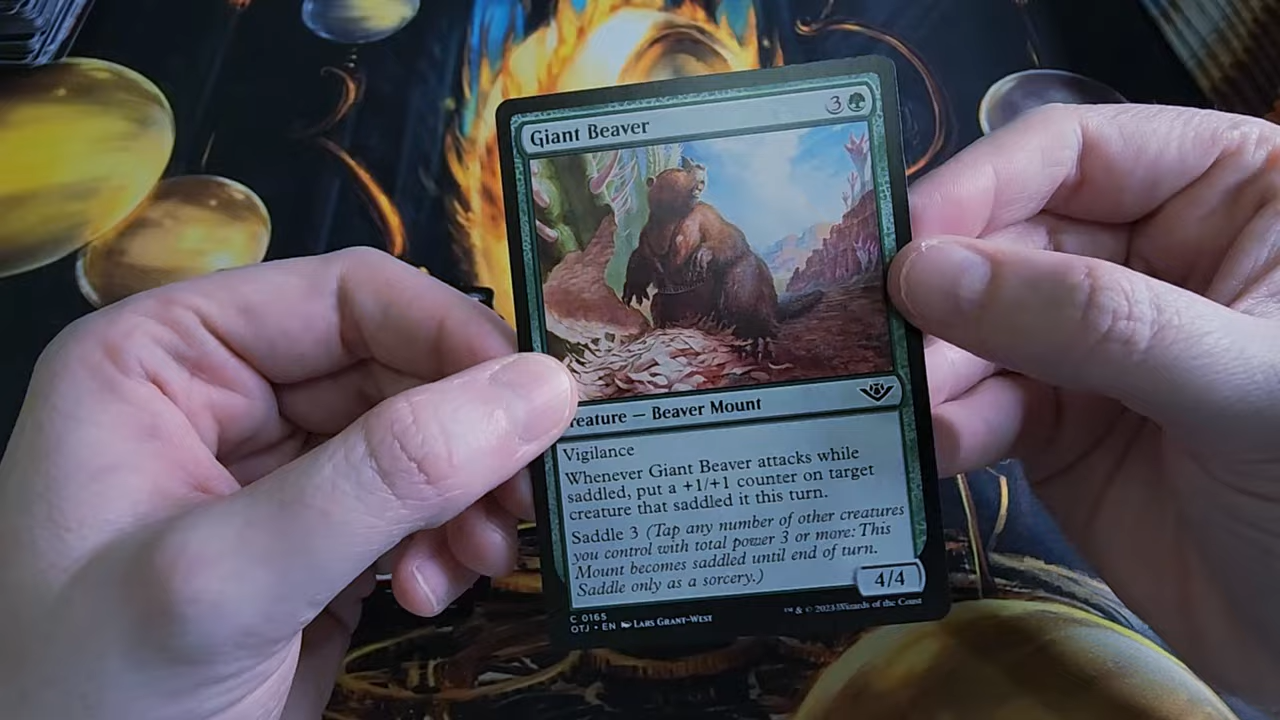 Giant Beaver 3
reature — Beaver Mount
Vigilance
Whenever Giant Beaver attacks while
saddled, put a +1/+1 counter on target
creature that saddled it this turn.
Saddle 3 (Tap any number of other creatures
you control with total power 3 or more: This
Mount becomes saddled until end of turn.
Saddle only as a sorcery.)
4/4
C 0165
OTJ • EN Lars Grant-West
™ & © 2023 Wizards of the Coast